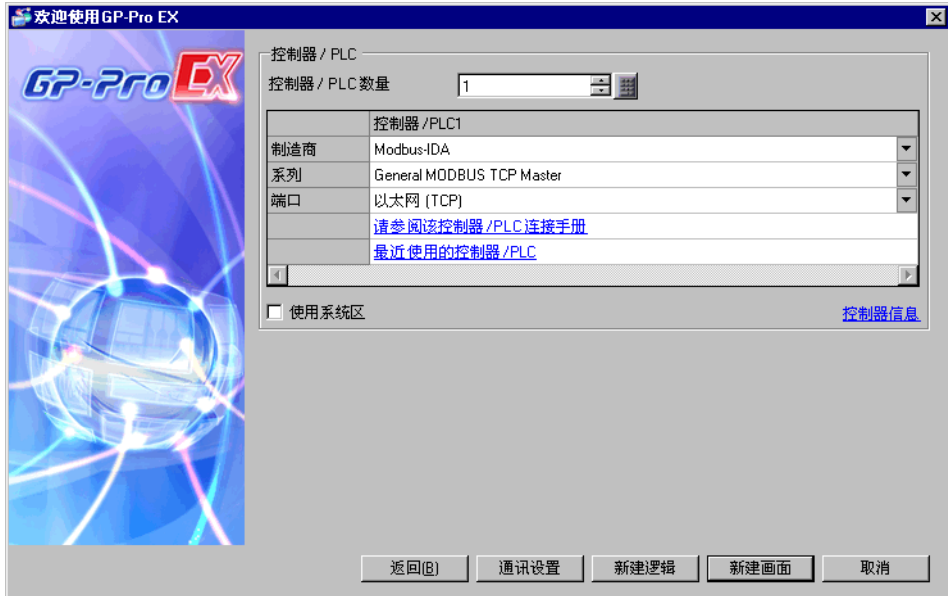 欢迎使用GP-Pro EX
GP-Pro EX
控制器 / PLC
控制器 / PLC 数量 1
控制器 /PLC1
制造商 Modbus-IDA
系列 General MODBUS TCP Master
端口 以太网 (TCP)
请参阅该控制器 /PLC 连接手册
最近使用的控制器 /PLC
使用系统区 控制器信息
返回(B) 通讯设置 新建逻辑 新建画面 取消